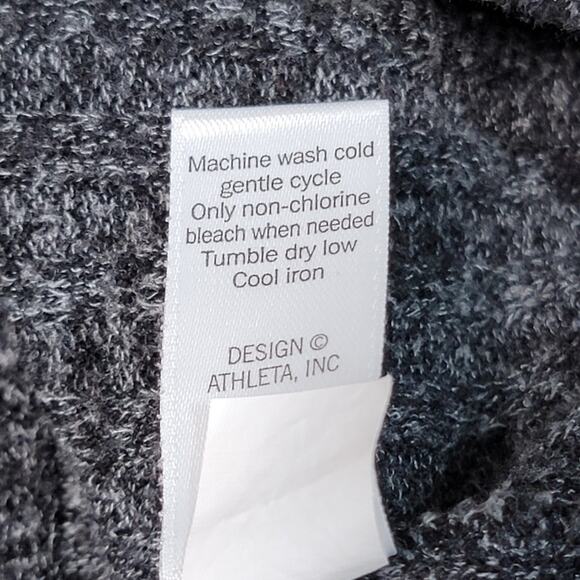 Machine wash cold
gentle cycle
Only non-chlorine
bleach when needed
Tumble dry low
Cool iron
DESIGN ©
ATHLETA, INC